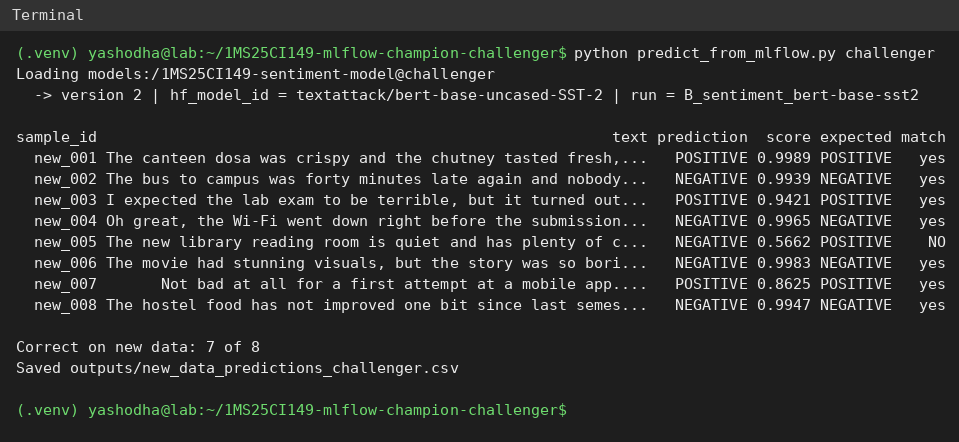 Terminal
(.venv) yashodha@lab:~/1MS25CI149-mlflow-champion-challenger$ python predict_from_mlflow.py challenger
Loading models:/1MS25CI149-sentiment-model@challenger
  -> version 2 | hf_model_id = textattack/bert-base-uncased-SST-2 | run = B_sentiment_bert-base-sst2
sample_id                                                         text prediction  score expected match
  new_001 The canteen dosa was crispy and the chutney tasted fresh,...   POSITIVE 0.9989 POSITIVE   yes
  new_002 The bus to campus was forty minutes late again and nobody...   NEGATIVE 0.9939 NEGATIVE   yes
  new_003 I expected the lab exam to be terrible, but it turned out...   POSITIVE 0.9421 POSITIVE   yes
  new_004 Oh great, the Wi-Fi went down right before the submission...   NEGATIVE 0.9965 NEGATIVE   yes
  new_005 The new library reading room is quiet and has plenty of c...   NEGATIVE 0.5662 POSITIVE    NO
  new_006 The movie had stunning visuals, but the story was so bori...   NEGATIVE 0.9983 NEGATIVE   yes
  new_007       Not bad at all for a first attempt at a mobile app....   POSITIVE 0.8625 POSITIVE   yes
  new_008 The hostel food has not improved one bit since last semes...   NEGATIVE 0.9947 NEGATIVE   yes
Correct on new data: 7 of 8
Saved outputs/new_data_predictions_challenger.csv
(.venv) yashodha@lab:~/1MS25CI149-mlflow-champion-challenger$